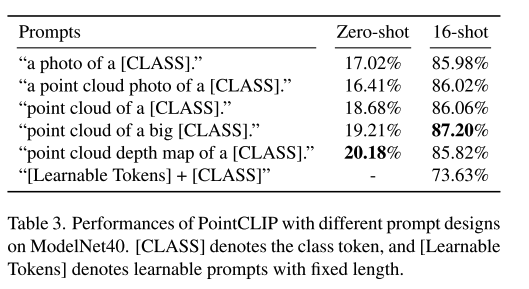 Prompts Zero-shot 16-shot
“a photo of a [CLASS].” 17.02% 85.98%
“a point cloud photo of a [CLASS].” 16.41% 86.02%
“point cloud of a [CLASS].” 18.68% 86.06%
“point cloud of a big [CLASS].” 19.21% 87.20%
“point cloud depth map of a [CLASS].” 20.18% 85.82%
“[Learnable Tokens] + [CLASS]” - 73.63%
Table 3. Performances of PointCLIP with different prompt designs
on ModelNet40. [CLASS] denotes the class token, and [Learnable
Tokens] denotes learnable prompts with fixed length.